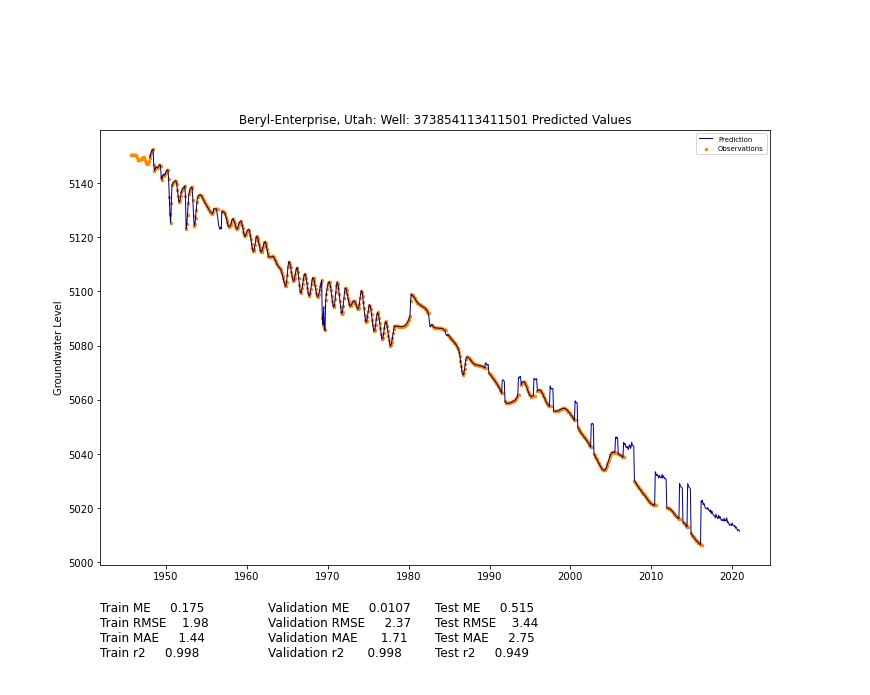 Beryl-Enterprise, Utah: Well: 373854113411501 Predicted Values
Prediction
Observations
Groundwater Level
5140
5120
5100
5080
5060
5040
5020
5000
1950 1960 1970 1980 1990 2000 2010 2020
Train ME 0.175 Validation ME 0.0107 Test ME 0.515
Train RMSE 1.98 Validation RMSE 2.37 Test RMSE 3.44
Train MAE 1.44 Validation MAE 1.71 Test MAE 2.75
Train r2 0.998 Validation r2 0.998 Test r2 0.949